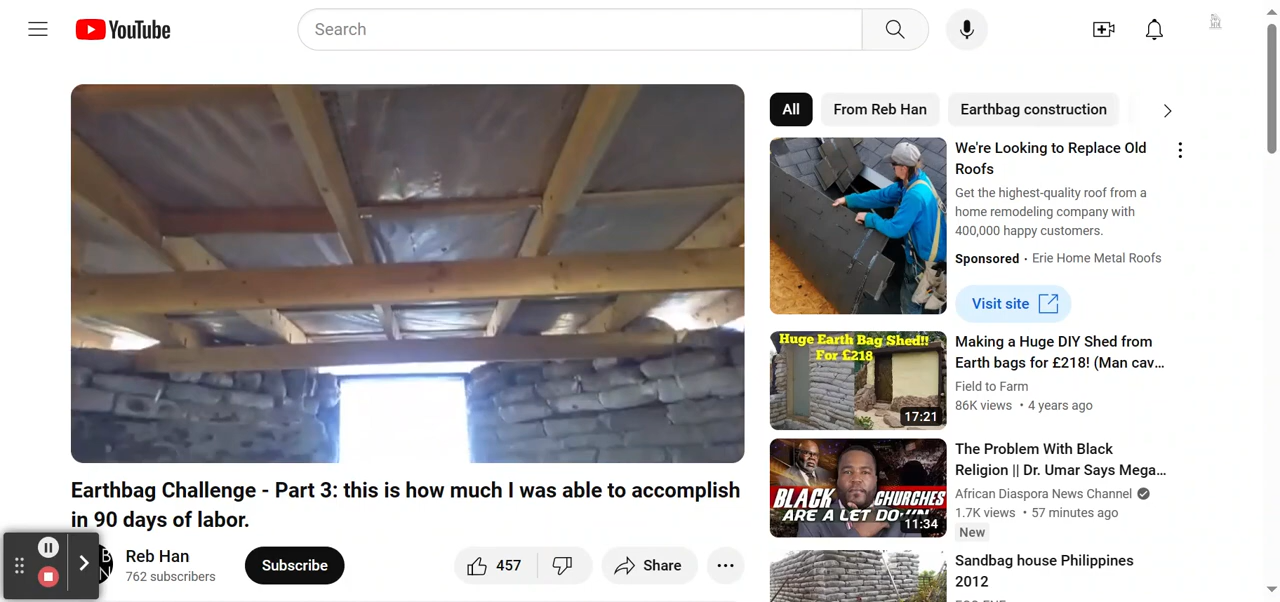 YouTube
Search
All
From Reb Han
Earthbag construction
We're Looking to Replace Old
Roofs
Get the highest-quality roof from a
home remodeling company with
400,000 happy customers.
Sponsored · Erie Home Metal Roofs
Visit site
Huge Earth Bag Shed!!
For £218
17:21
Making a Huge DIY Shed from
Earth bags for £218! (Man cav...
Field to Farm
86K views • 4 years ago
BLACK CHURCHES
ARE A LET DOWN
11:34
The Problem With Black
Religion || Dr. Umar Says Mega...
African Diaspora News Channel
1.7K views • 57 minutes ago
New
Sandbag house Philippines
2012
Earthbag Challenge - Part 3: this is how much I was able to accomplish
in 90 days of labor.
Reb Han
762 subscribers
Subscribe
457
Share